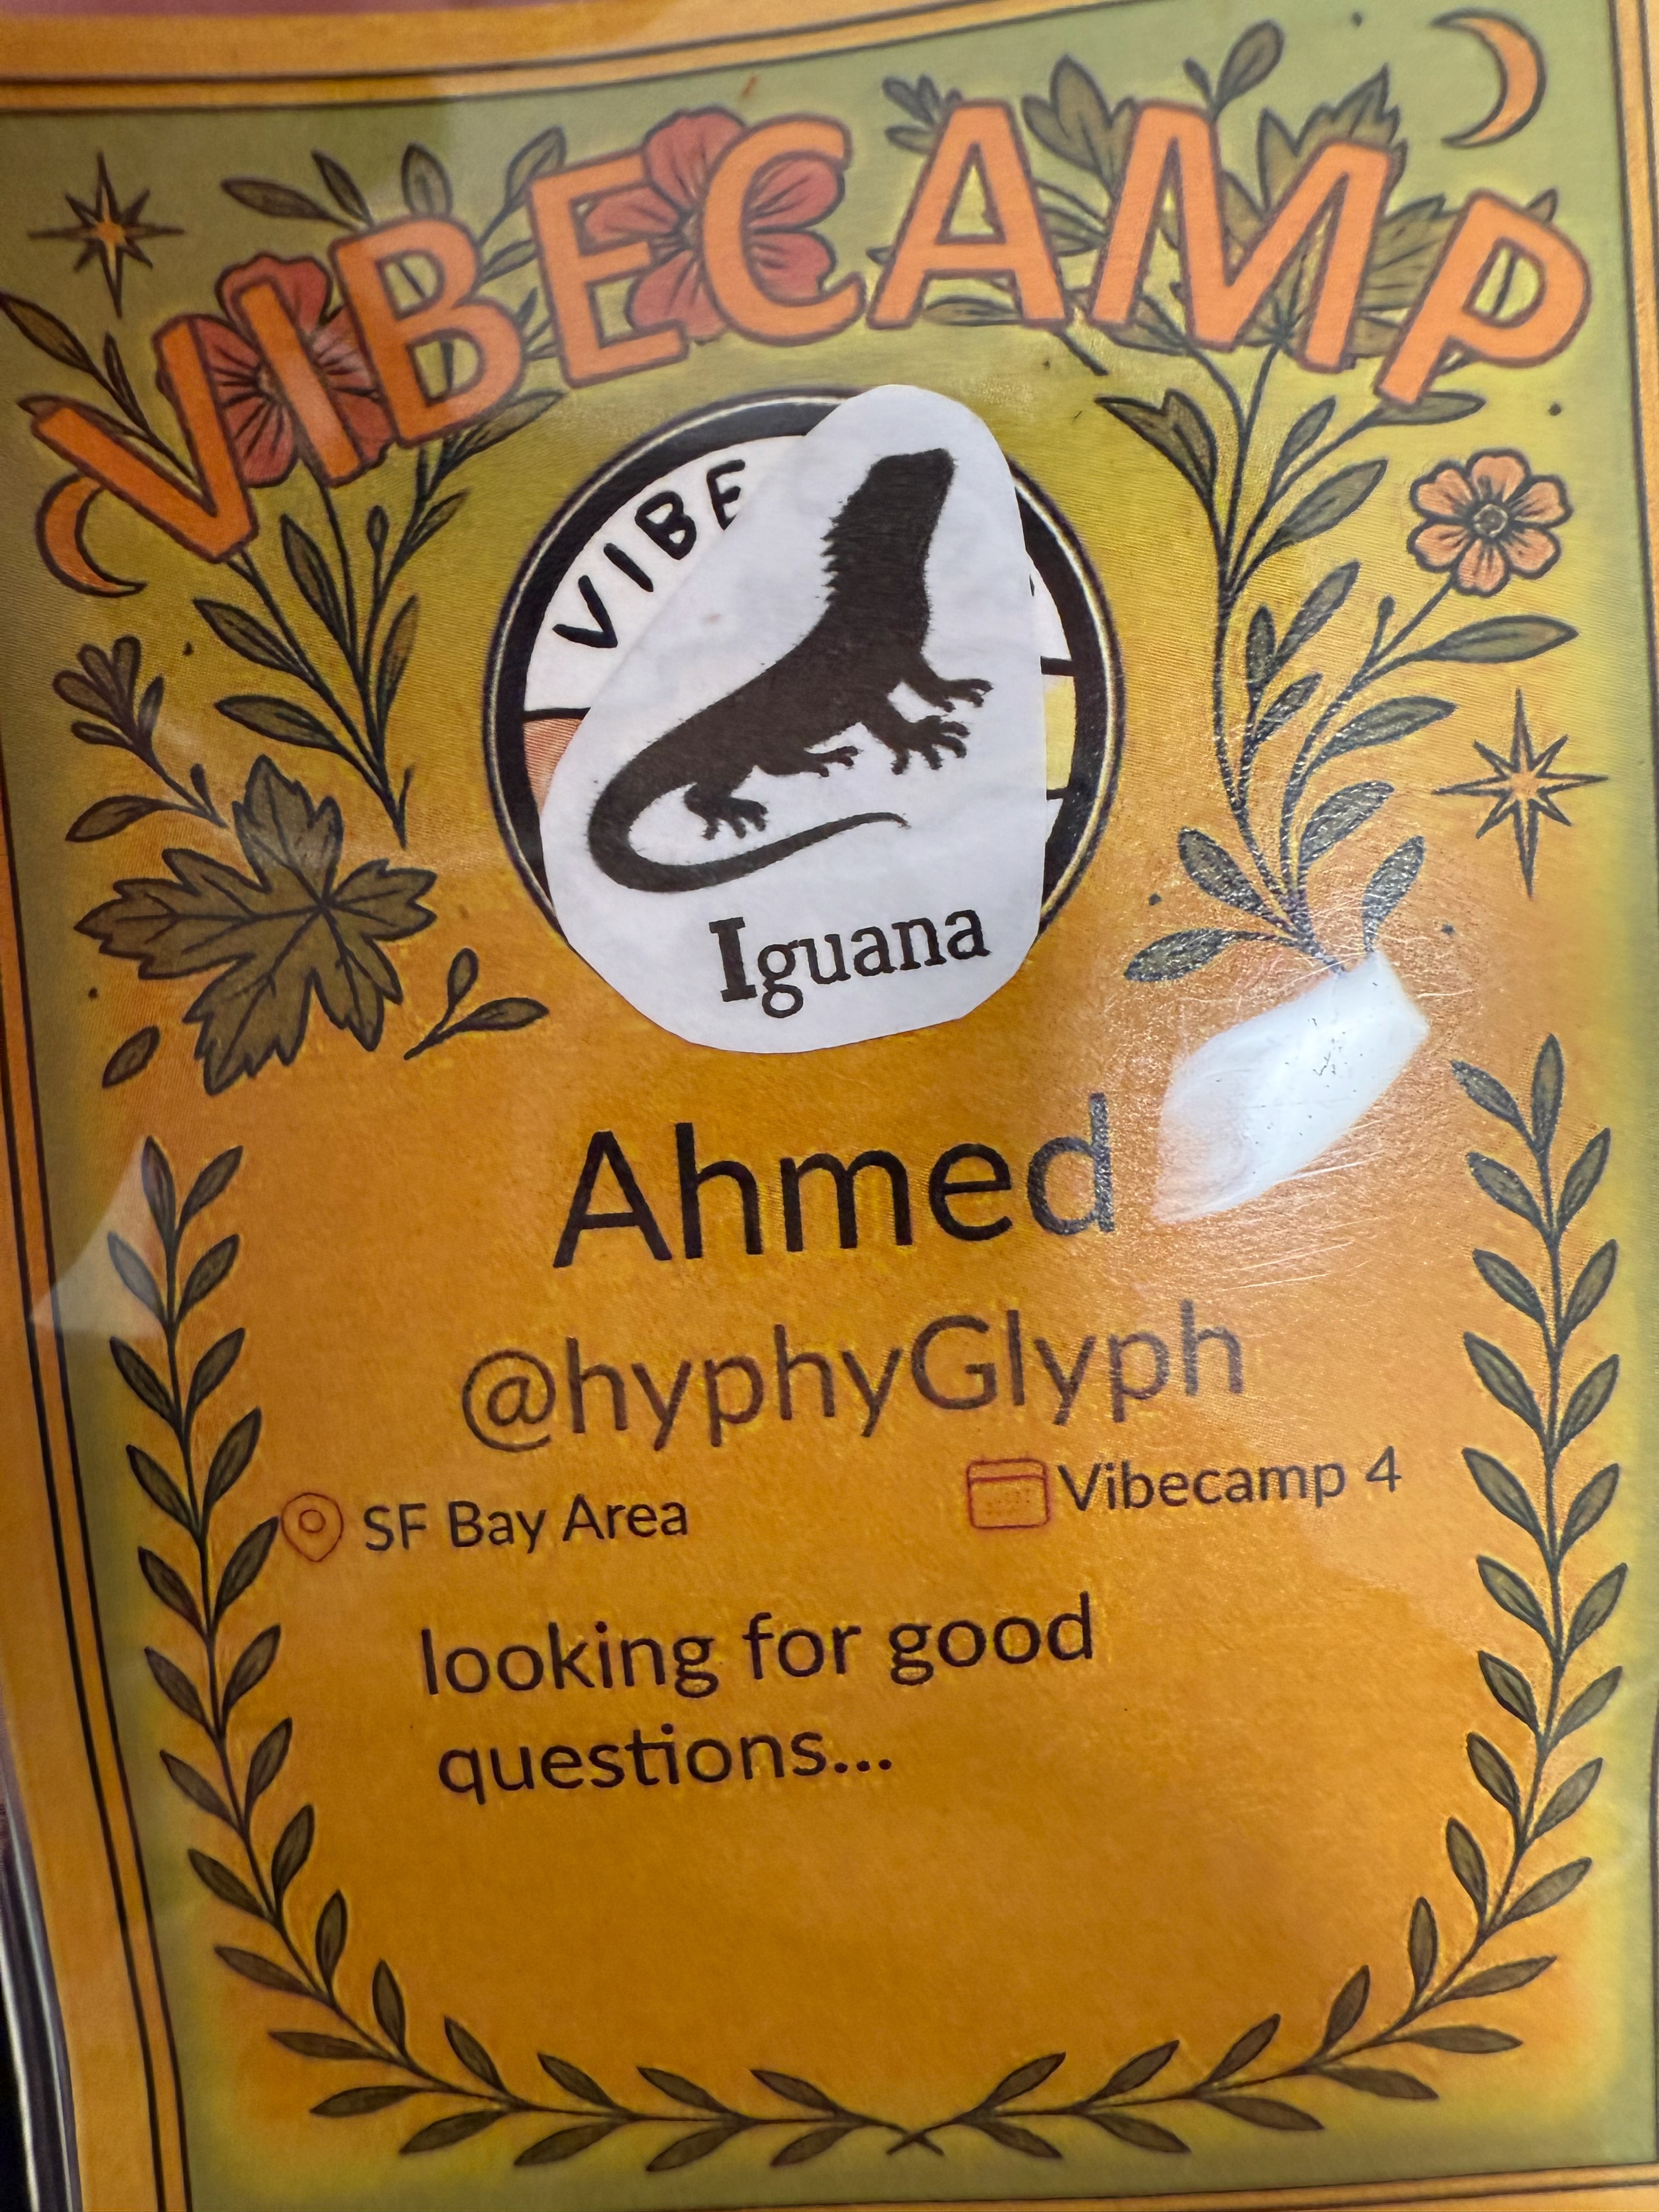 VIBECAMP
VIBE
Iguana
Ahmed
@hyphyGlyph
SF Bay Area
Vibecamp 4
looking for good
questions...